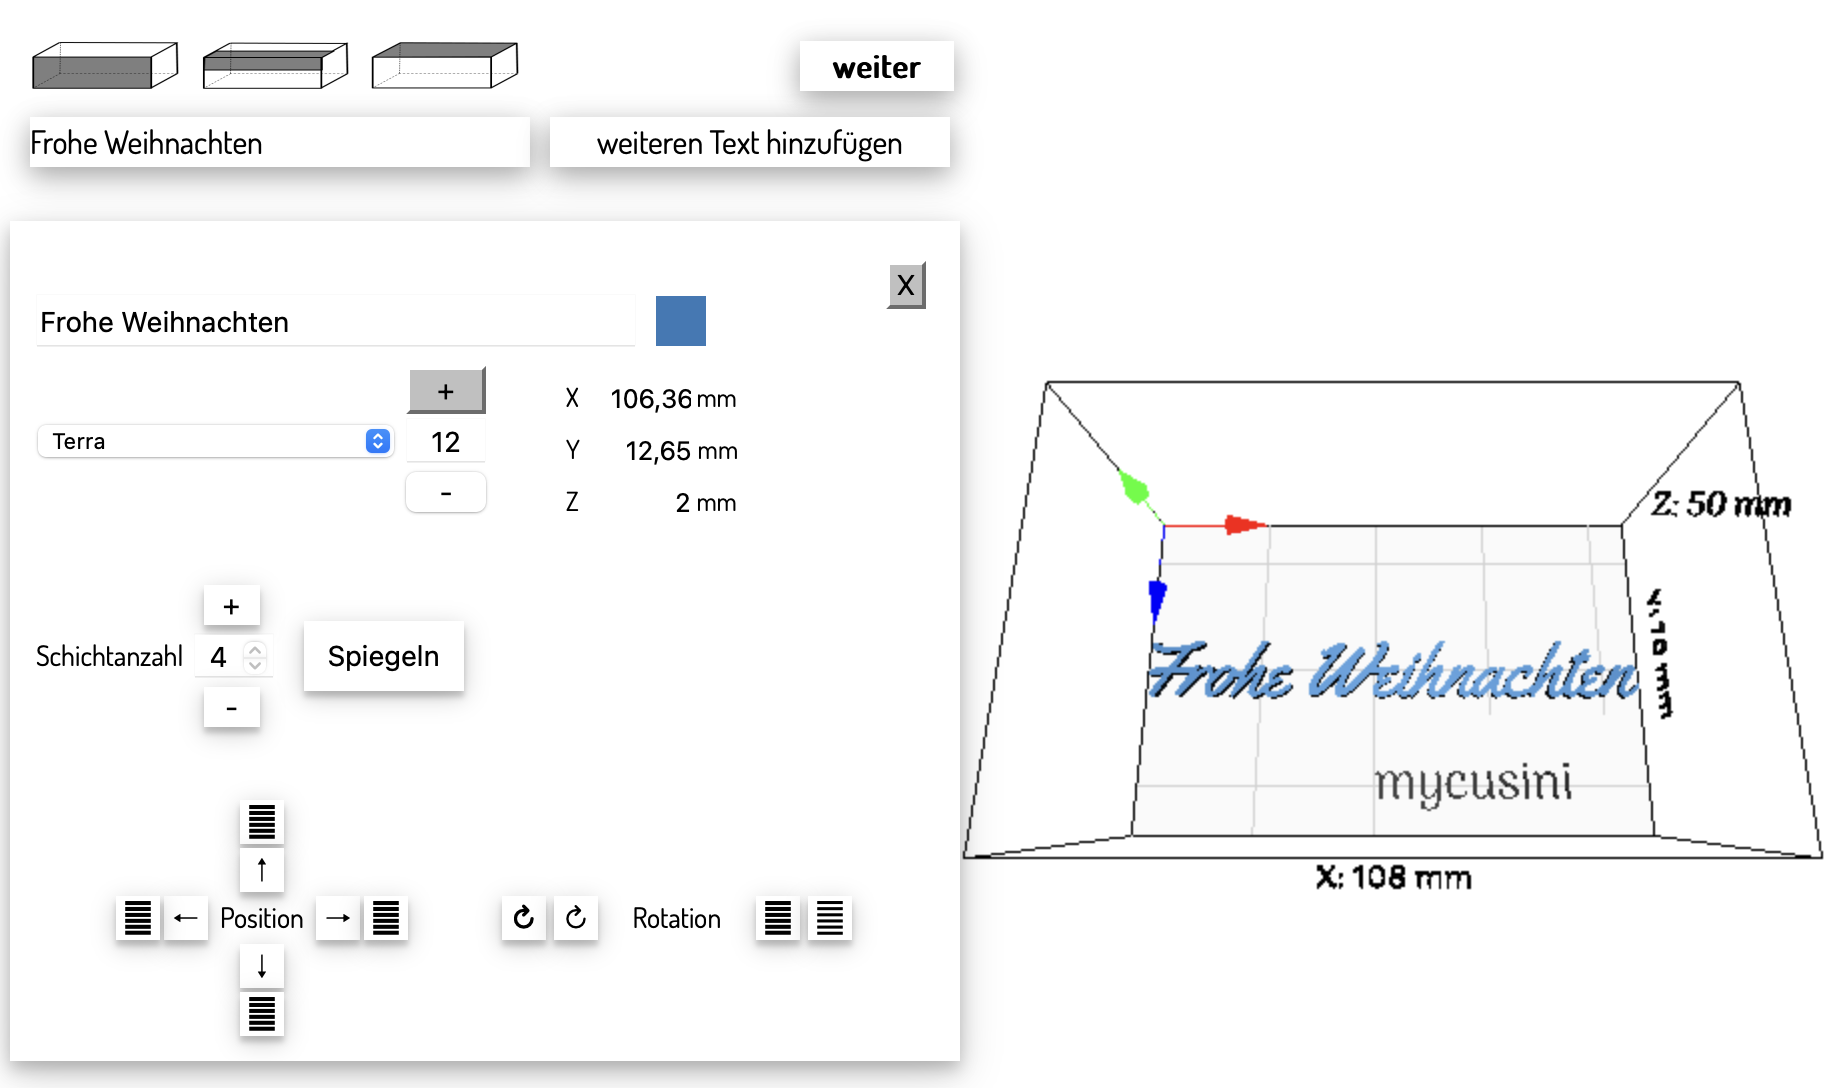 weiter
Frohe Weihnachten
weiteren Text hinzufügen
X
Frohe Weihnachten
+
Terra
12
-
X 106,36 mm
Y 12,65 mm
Z 2 mm
+
Schichtanzahl 4
-
Spiegeln
↑
← Position →
↓
Rotation
Z: 50 mm
Frohe Weihnachten
mycusini
X: 108 mm